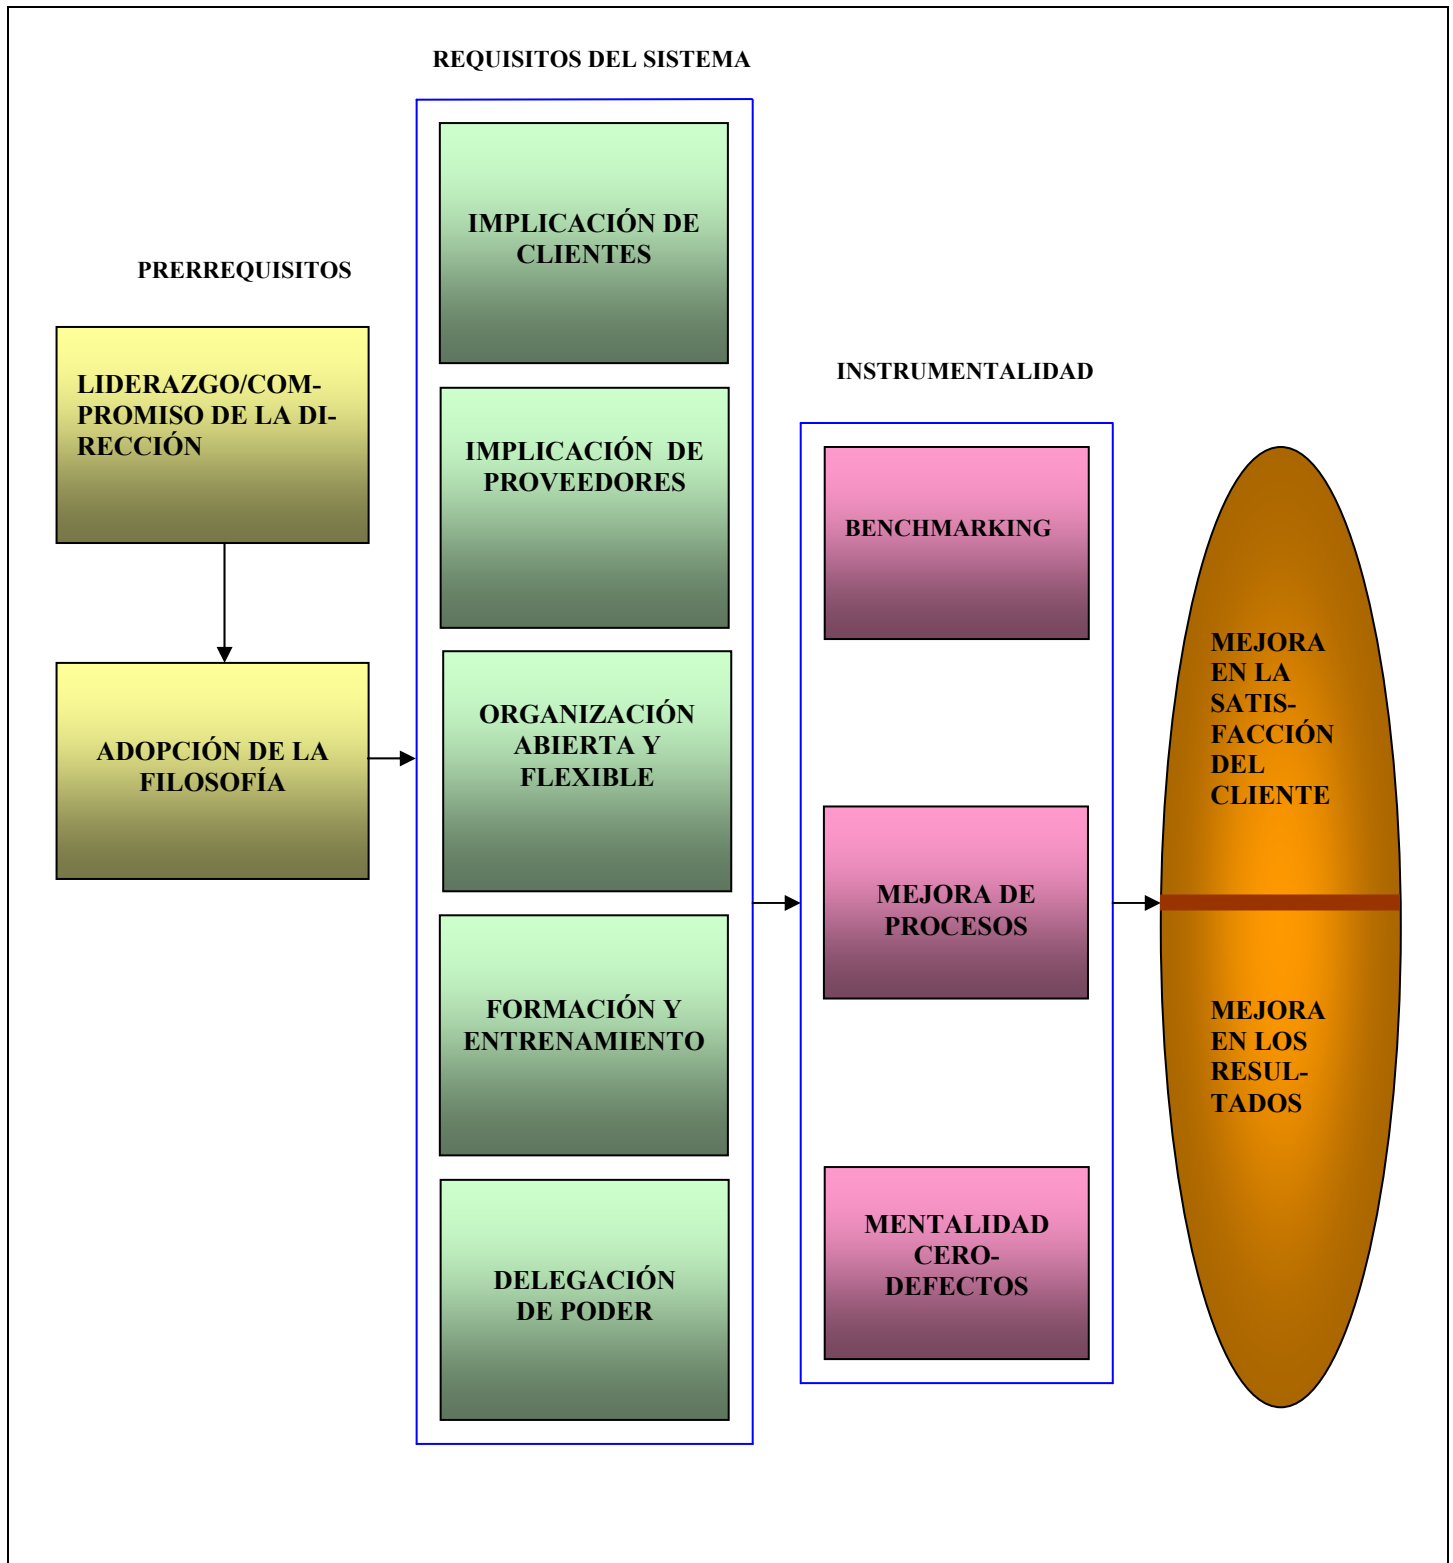 REQUISITOS DEL SISTEMA
IMPLICACIÓN DE
CLIENTES
PRERREQUISITOS
LIDERAZGO/COM-
PROMISO DE LA DI-
RECCIÓN
INSTRUMENTALIDAD
IMPLICACIÓN DE
PROVEEDORES
BENCHMARKING
ADOPCIÓN DE LA
FILOSOFÍA
ORGANIZACIÓN
ABIERTA Y
FLEXIBLE
MEJORA
EN LA
SATIS-
FACCIÓN
DEL
CLIENTE
MEJORA DE
PROCESOS
FORMACIÓN Y
ENTRENAMIENTO
MEJORA
EN LOS
RESUL-
TADOS
MENTALIDAD
CERO-
DEFECTOS
DELEGACIÓN
DE PODER